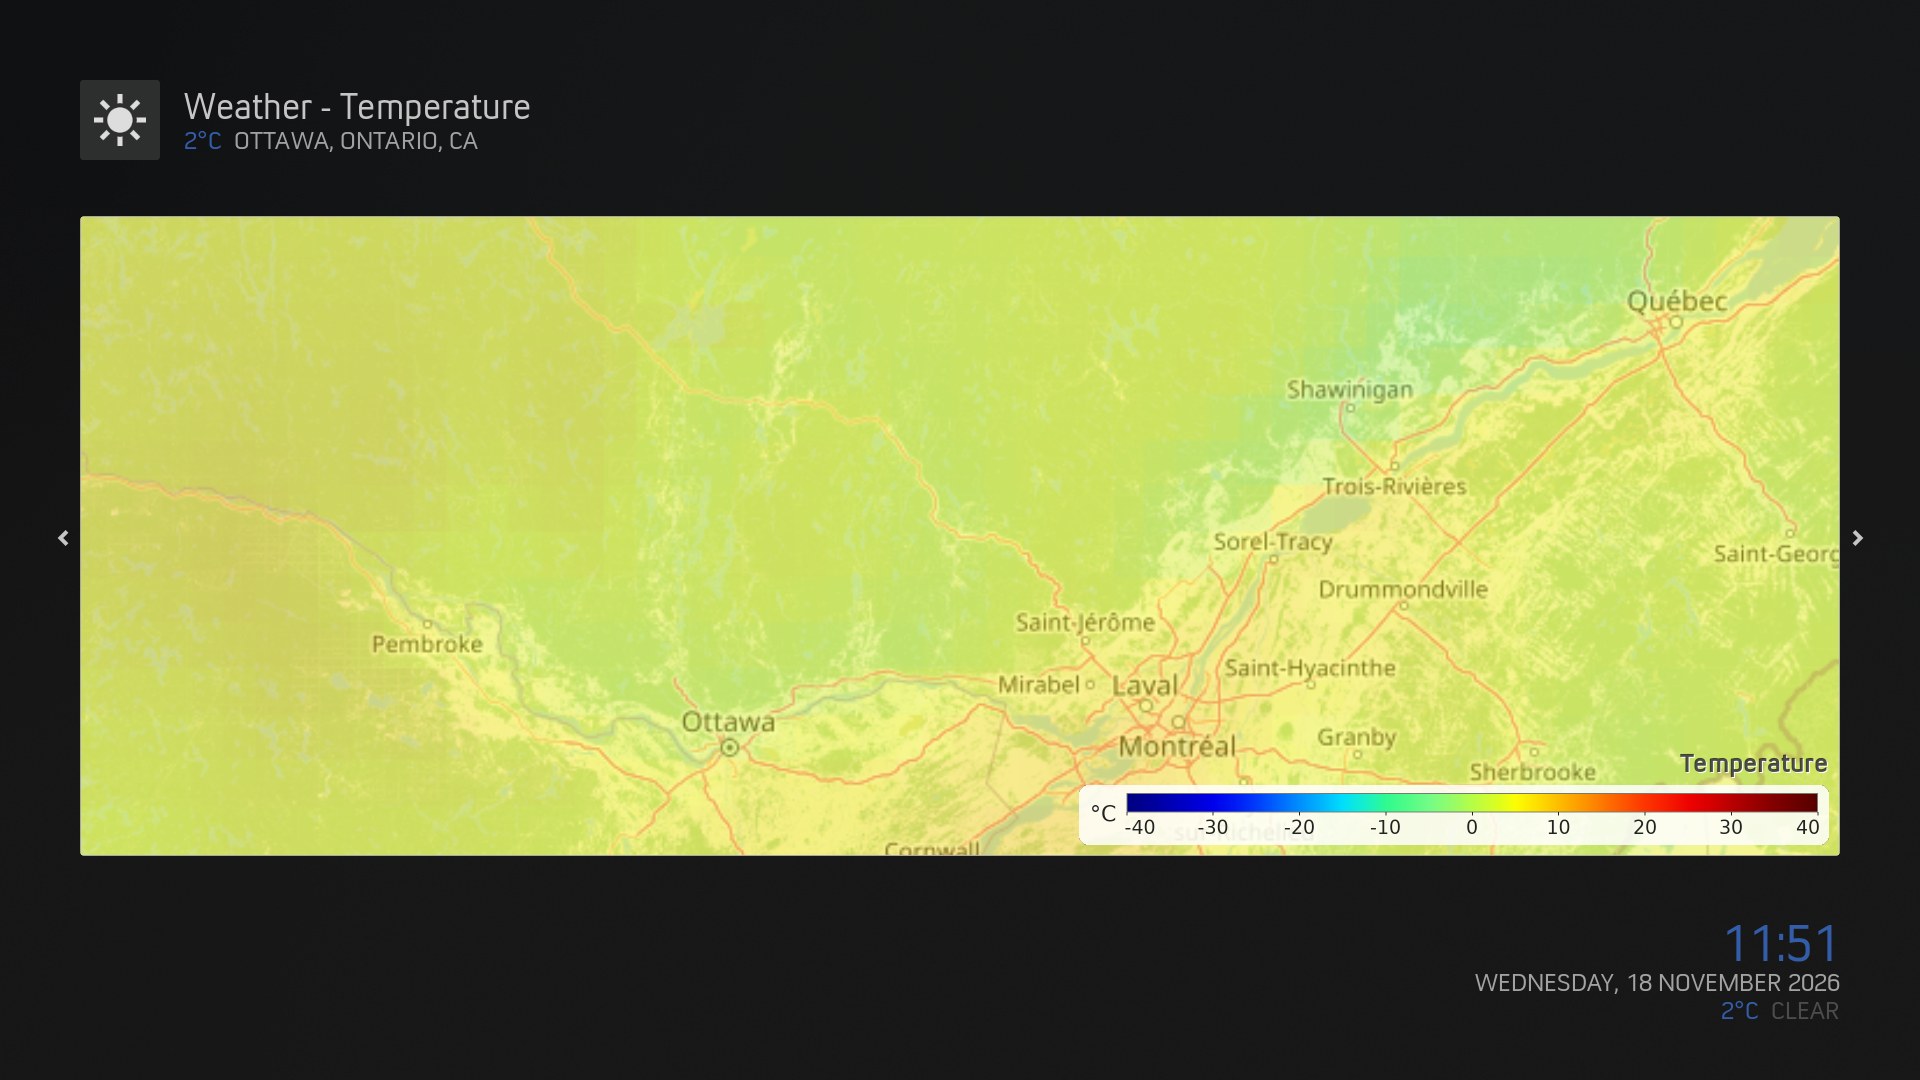 Weather - Temperature
2°C OTTAWA, ONTARIO, CA
Québec
Shawinigan
Trois-Rivières
Sorel-Tracy
Saint-Georg
Drummondville
Saint-Jérôme
Pembroke
Saint-Hyacinthe
Mirabel
Laval
Ottawa
Granby
Montréal
Sherbrooke
Temperature
°C
-40 -30 -20 -10 0 10 20 30 40
Cornwall
11:51
WEDNESDAY, 18 NOVEMBER 2026
2°C CLEAR